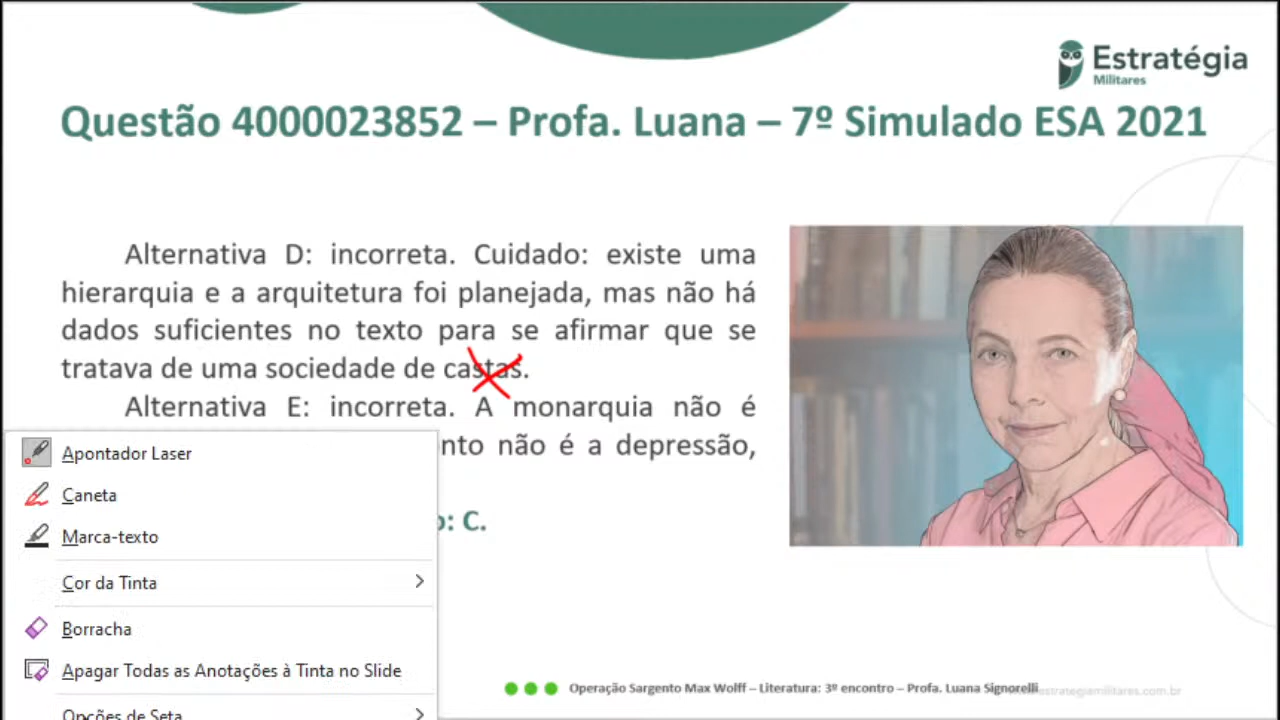 Estratégia
Militares
Questão 4000023852 – Profa. Luana – 7º Simulado ESA 2021
Alternativa D: incorreta. Cuidado: existe uma
hierarquia e a arquitetura foi planejada, mas não há
dados suficientes no texto para se afirmar que se
tratava de uma sociedade de castas.
Alternativa E: incorreta. A monarquia não é
não é a depressão,
: C.
Apontador Laser
Caneta
Marca-texto
Cor da Tinta
Borracha
Apagar Todas as Anotações à Tinta no Slide
Opções de Seta
Operação Sargento Max Wolff – Literatura: 3º encontro – Profa. Luana Signorelli